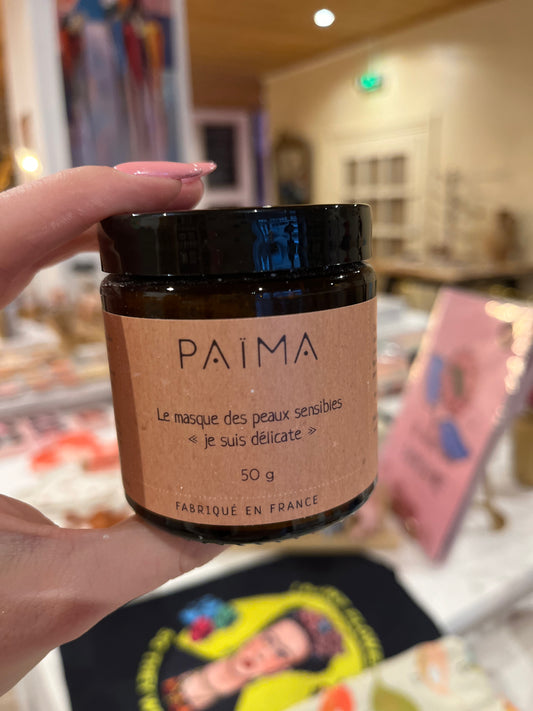 PAÏMA
Le masque des peaux sensibles
« je suis délicate »
50 g
FABRIQUÉ EN FRANCE